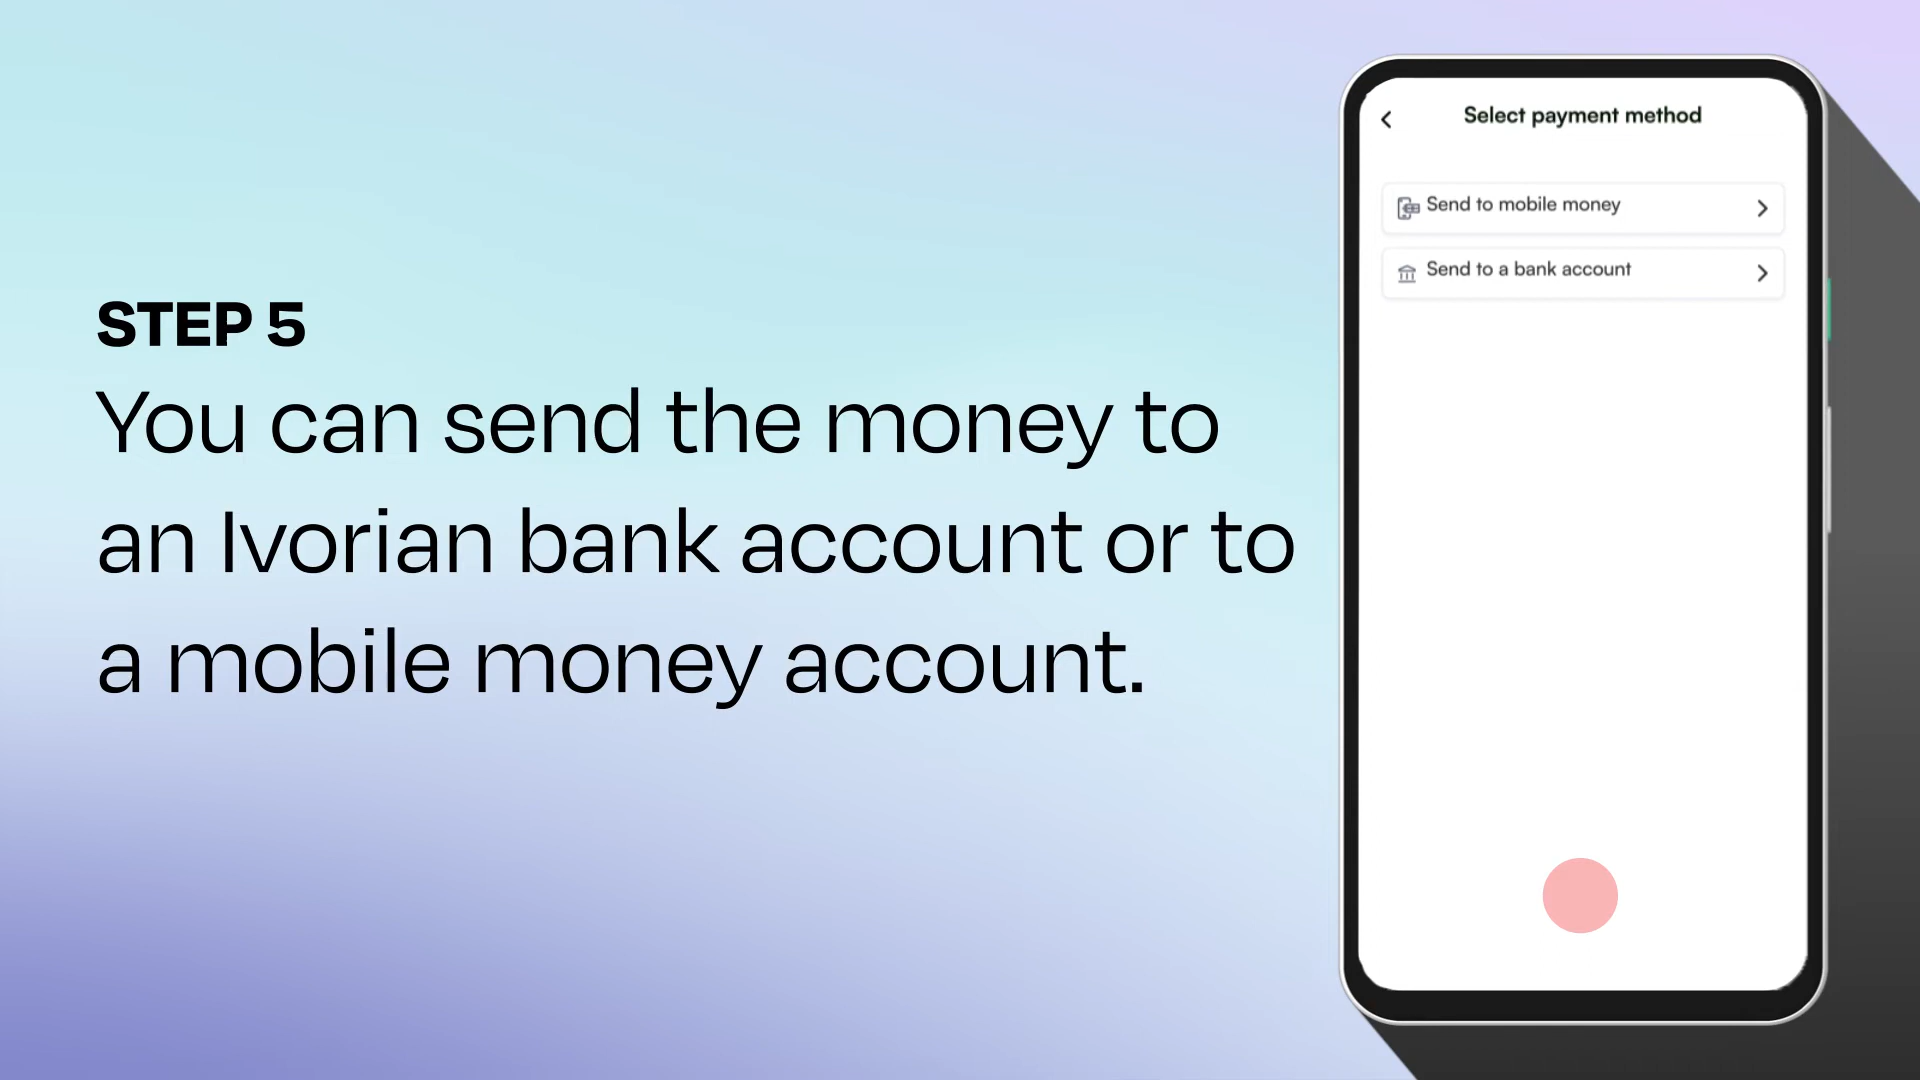 STEP 5
You can send the money to
an Ivorian bank account or to
a mobile money account.
Select payment method
Send to mobile money
Send to a bank account